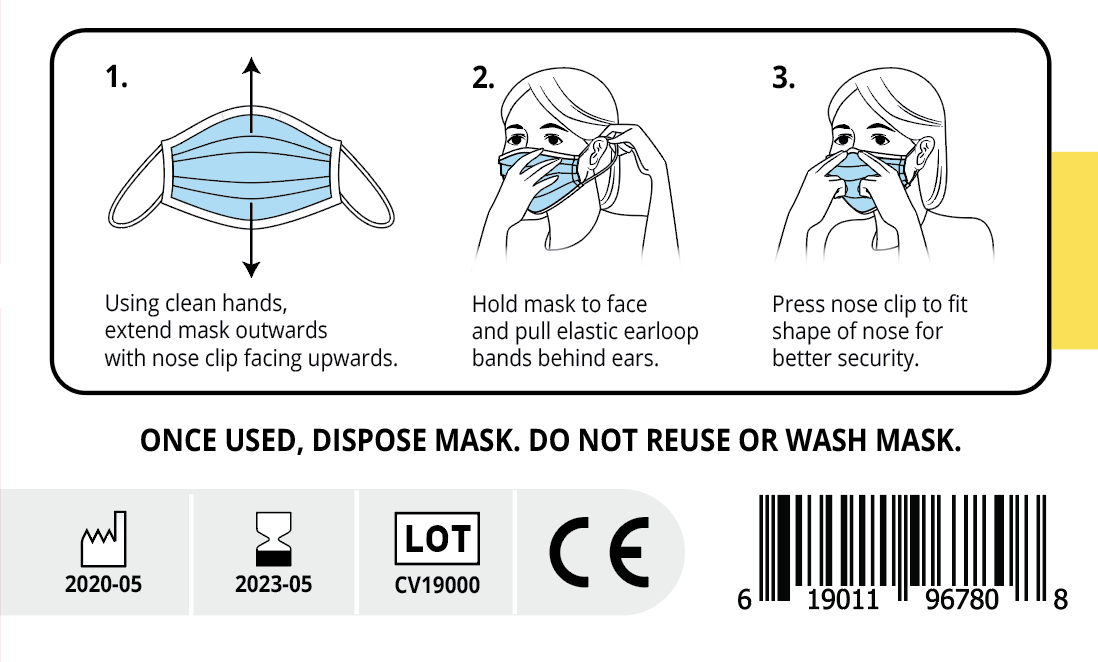 1.
Using clean hands,
extend mask outwards
with nose clip facing upwards.
2.
Hold mask to face
and pull elastic earloop
bands behind ears.
3.
Press nose clip to fit
shape of nose for
better security.
ONCE USED, DISPOSE MASK. DO NOT REUSE OR WASH MASK.
2020-05
2023-05
LOT
CV19000
CE
6 19011 96780 8